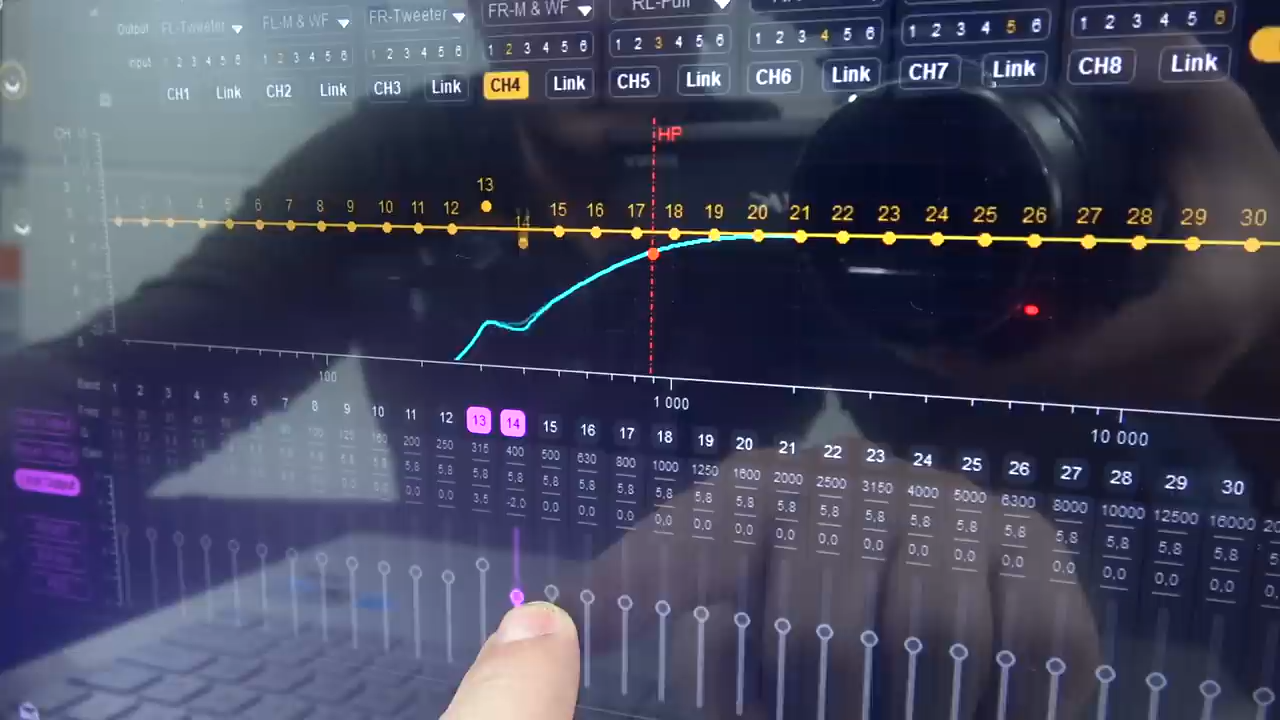 Output FL-Tweeter FL-M & WF FR-Tweeter FR-M & WF RL-Full
Input 1 2 3 4 5 6 1 2 3 4 5 6 1 2 3 4 5 6 1 2 3 4 5 6 1 2 3 4 5 6 1 2 3 4 5 6 1 2 3 4 5 6 1 2 3 4 5 6
CH1 Link CH2 Link CH3 Link CH4 Link CH5 Link CH6 Link CH7 Link CH8 Link
HP
1 2 3 4 5 6 7 8 9 10 11 12 13 14 15 16 17 18 19 20 21 22 23 24 25 26 27 28 29 30
100 1 000 10 000
Band 1 2 3 4 5 6 7 8 9 10 11 12 13 14 15 16 17 18 19 20 21 22 23 24 25 26 27 28 29 30
Freq 100 125 160 200 250 315 400 500 630 800 1000 1250 1600 2000 2500 3150 4000 5000 6300 8000 10000 12500 16000
5,8 5,8 5,8 5,8 5,8 5,8 5,8 5,8 5,8 5,8 5,8 5,8 5,8 5,8 5,8 5,8 5,8 5,8 5,8 5,8
Gain 0,0 0,0 0,0 0,0 3,5 -2,0 0,0 0,0 0,0 0,0 0,0 0,0 0,0 0,0 0,0 0,0 0,0 0,0 0,0 0,0 0,0 0,0